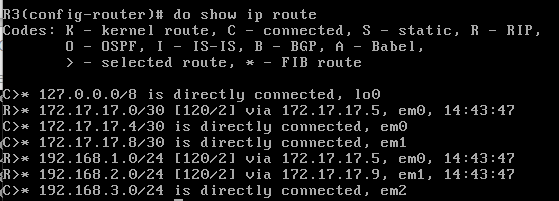 R3(config-router)# do show ip route
Codes: K - kernel route, C - connected, S - static, R - RIP,
O - OSPF, I - IS-IS, B - BGP, A - Babel,
> - selected route, * - FIB route
C>* 127.0.0.0/8 is directly connected, lo0
R>* 172.17.17.0/30 [120/2] via 172.17.17.5, em0, 14:43:47
C>* 172.17.17.4/30 is directly connected, em0
C>* 172.17.17.8/30 is directly connected, em1
R>* 192.168.1.0/24 [120/2] via 172.17.17.5, em0, 14:43:47
R>* 192.168.2.0/24 [120/2] via 172.17.17.9, em1, 14:43:47
C>* 192.168.3.0/24 is directly connected, em2